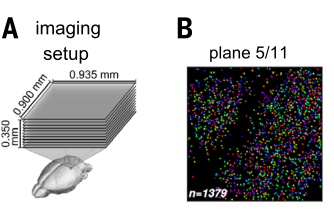 A imaging
setup
0.935 mm
0.900 mm
0.350
mm
B
plane 5/11
n=1379